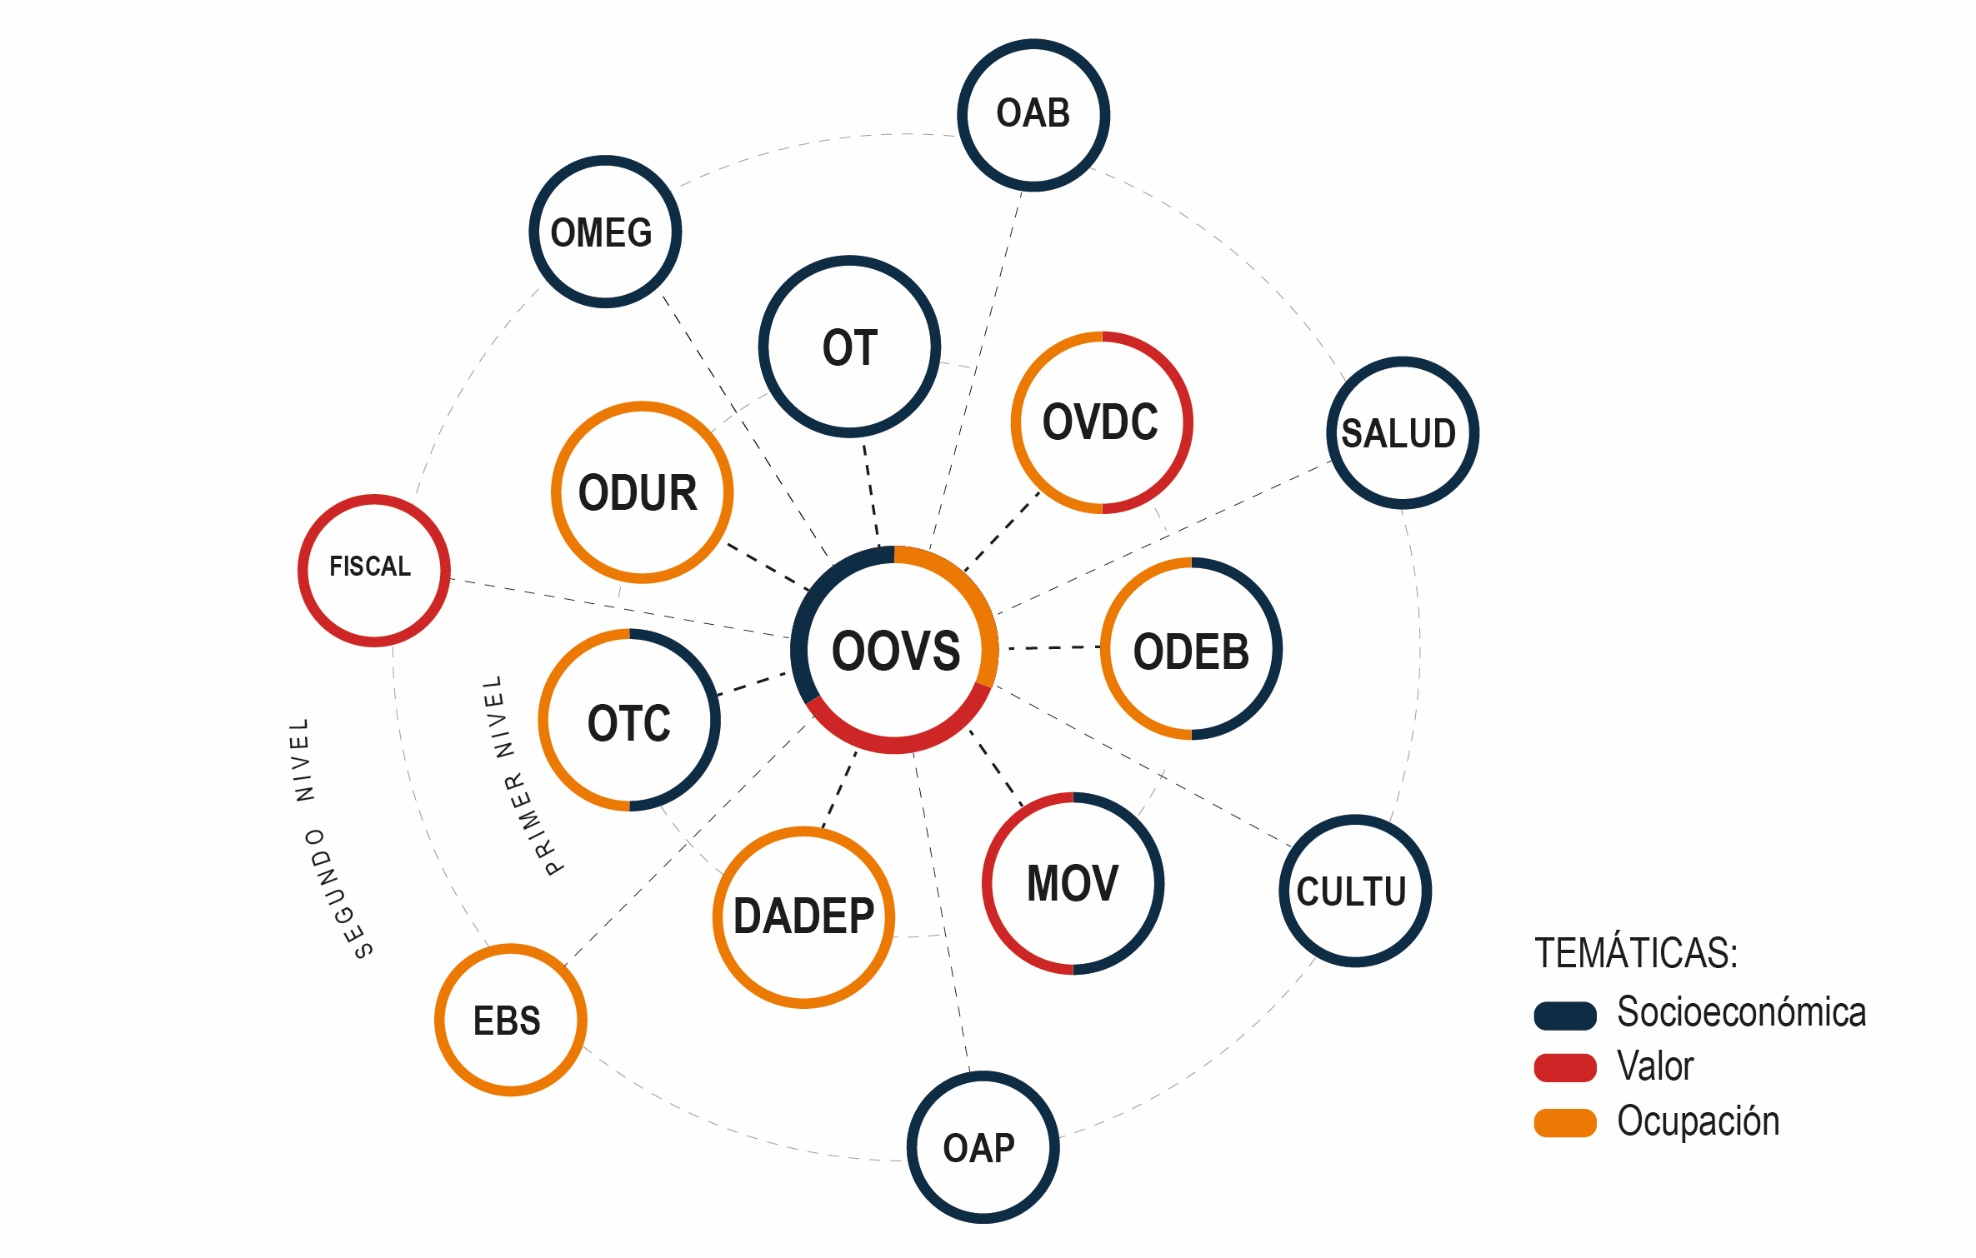 OAB
OMEG
OT
OVDC
SALUD
ODUR
FISCAL
OOVS
ODEB
OTC
PRIMER NIVEL
SEGUNDO NIVEL
MOV
CULTU
DADEP
EBS
OAP
TEMÁTICAS:
Socioeconómica
Valor
Ocupación